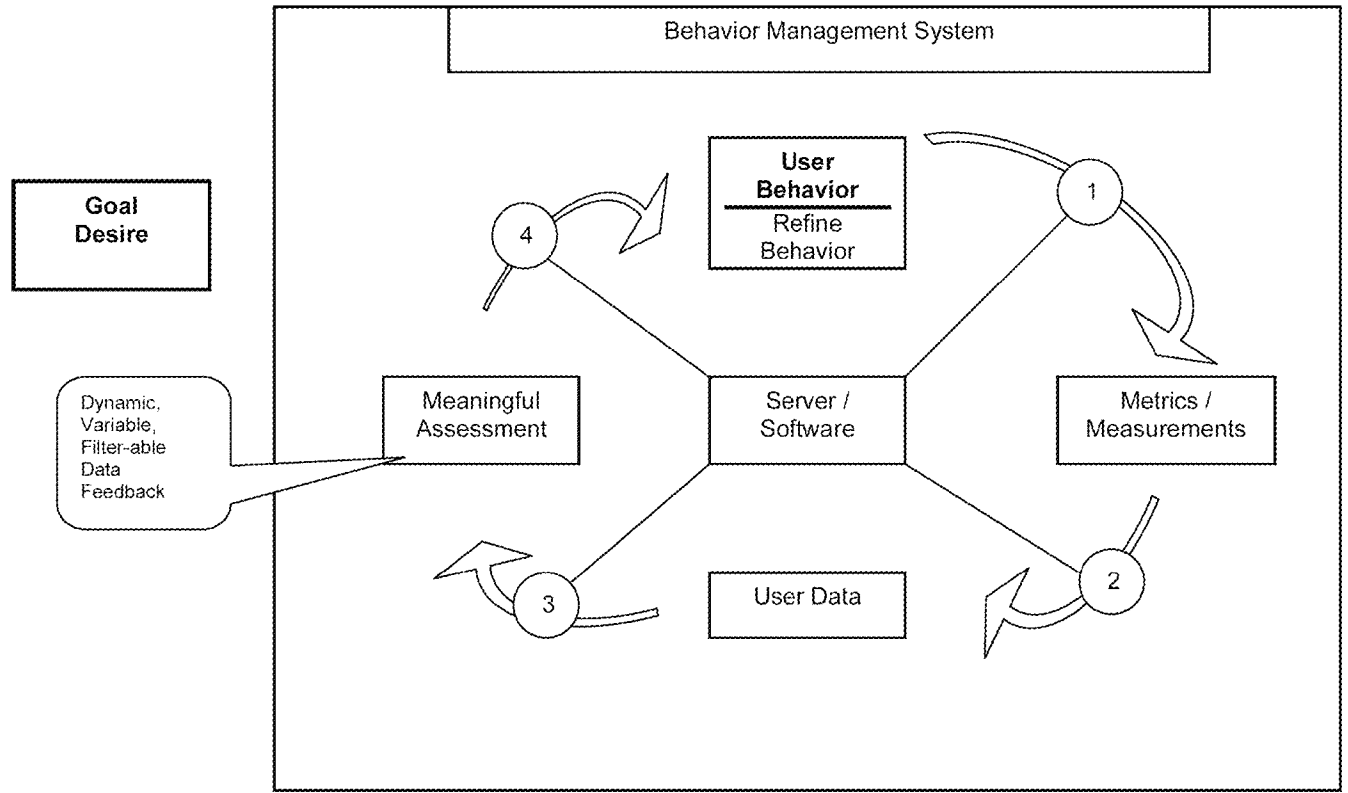 Behavior Management System
Goal
Desire
User
Behavior
Refine
Behavior
1
4
Dynamic,
Variable,
Filter-able
Data
Feedback
Meaningful
Assessment
Server /
Software
Metrics /
Measurements
3
User Data
2